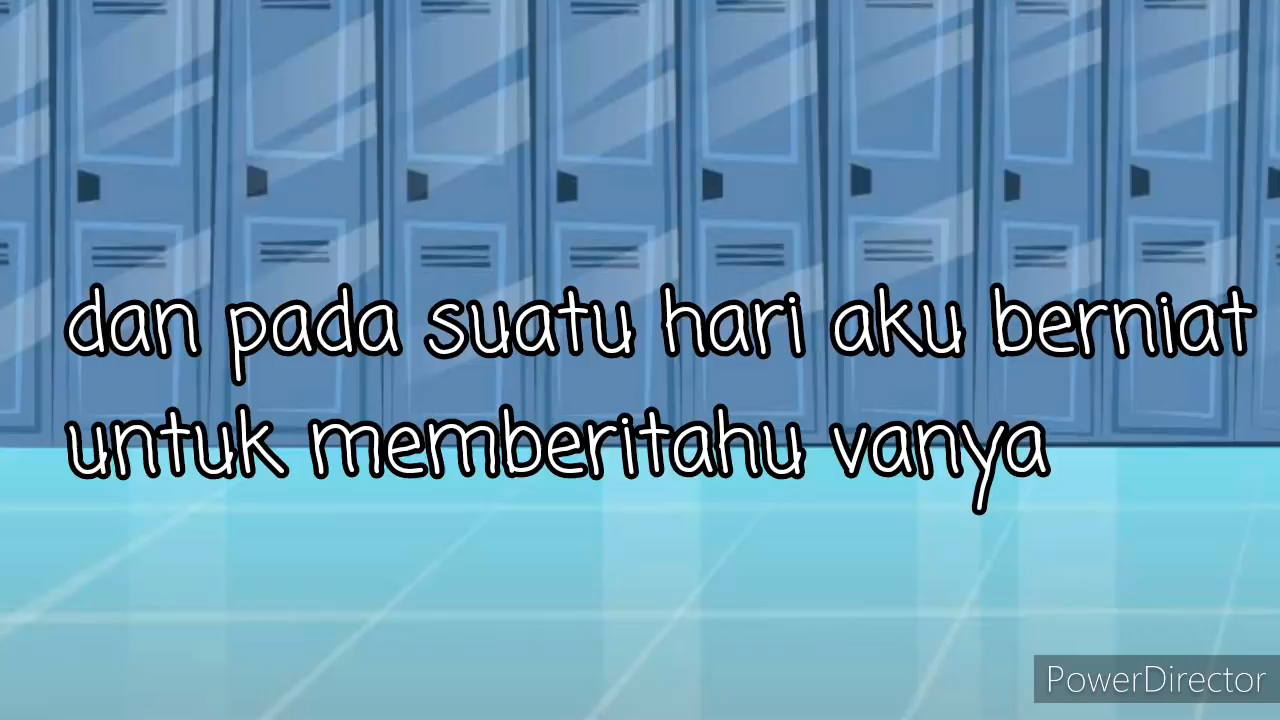 dan pada suatu hari aku berniat
untuk memberitahu vanya
PowerDirector